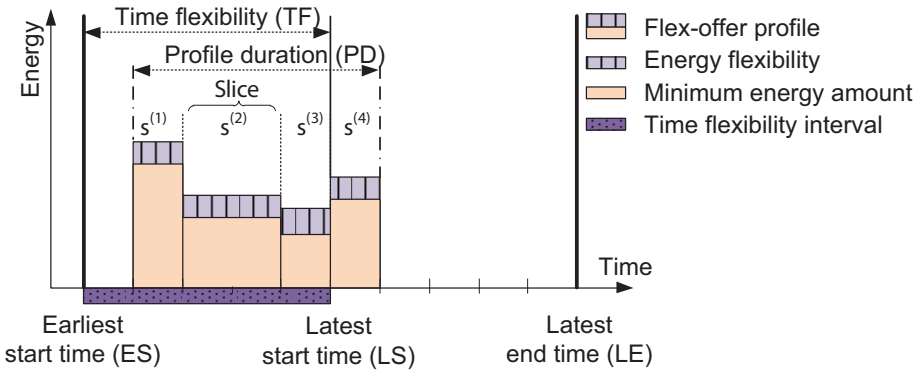 Time flexibility (TF)
Profile duration (PD)
Energy
Slice
s(1)
s(2)
s(3)
s(4)
Flex-offer profile
Energy flexibility
Minimum energy amount
Time flexibility interval
Time
Earliest
start time (ES)
Latest
start time (LS)
Latest
end time (LE)